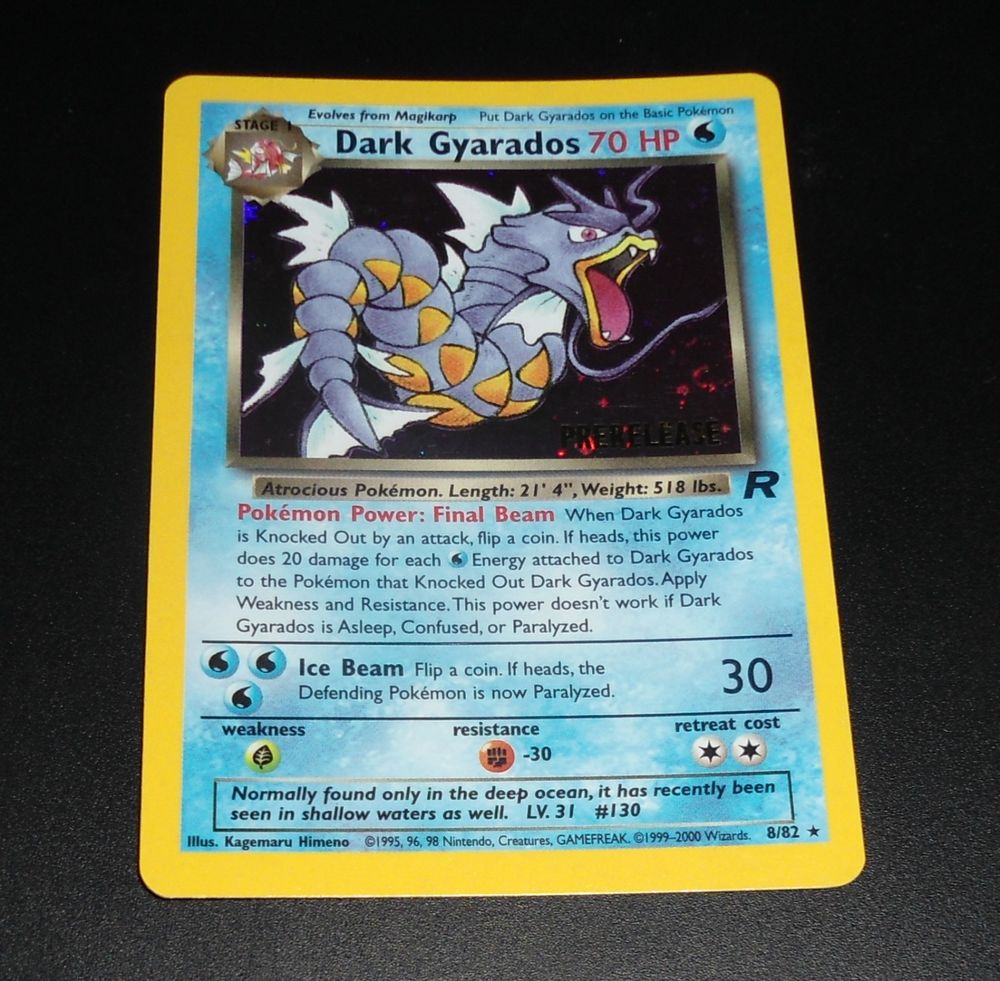 Evolves from Magikarp Put Dark Gyarados on the Basic Pokémon
STAGE 1
Dark Gyarados 70 HP
PRERELEASE
Atrocious Pokémon. Length: 21' 4", Weight: 518 lbs. R
Pokémon Power: Final Beam When Dark Gyarados
is Knocked Out by an attack, flip a coin. If heads, this power
does 20 damage for each Energy attached to Dark Gyarados
to the Pokémon that Knocked Out Dark Gyarados. Apply
Weakness and Resistance. This power doesn't work if Dark
Gyarados is Asleep, Confused, or Paralyzed.
Ice Beam Flip a coin. If heads, the
Defending Pokémon is now Paralyzed.
30
weakness resistance retreat cost
-30
Normally found only in the deep ocean, it has recently been
seen in shallow waters as well. LV. 31 #130
Illus. Kagemaru Himeno ©1995, 96, 98 Nintendo, Creatures, GAMEFREAK. ©1999–2000 Wizards. 8/82 ★